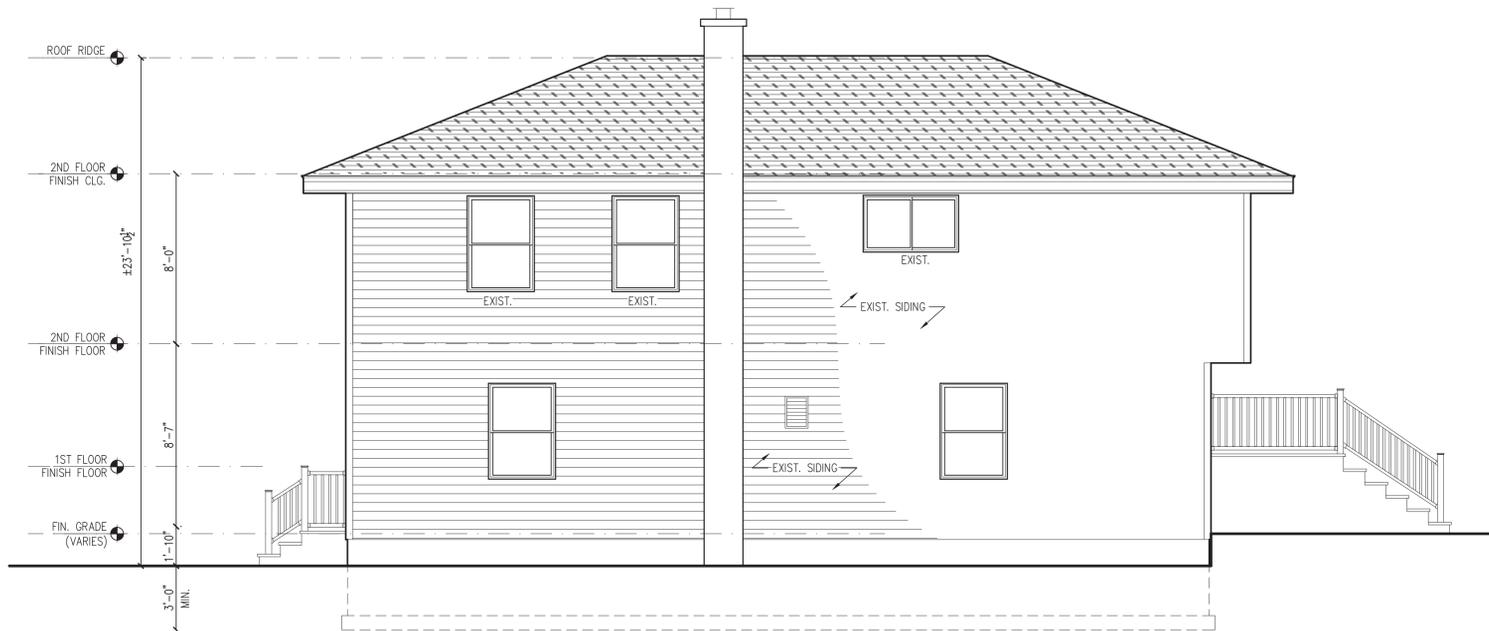 ROOF RIDGE
2ND FLOOR
FINISH CLG.
±23'-10½"
8'-0"
EXIST.
EXIST.
EXIST.
EXIST. SIDING
2ND FLOOR
FINISH FLOOR
8'-7"
1ST FLOOR
FINISH FLOOR
EXIST. SIDING
FIN. GRADE
(VARIES)
1'-10"
3'-0"
MIN.